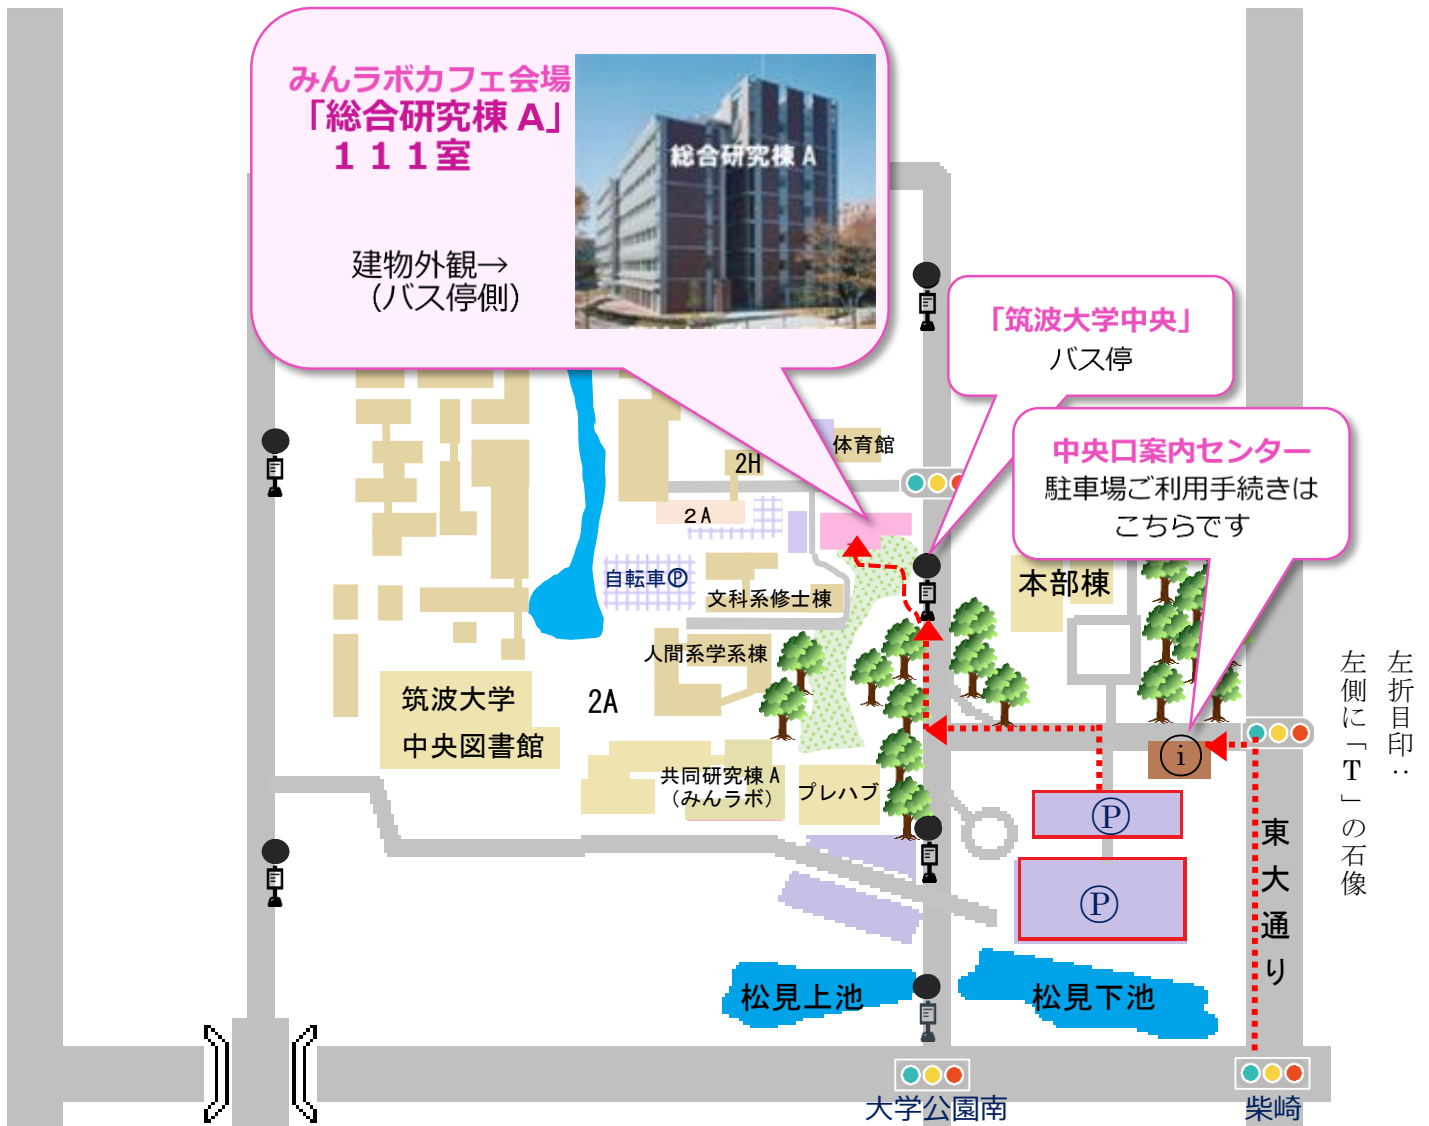 みんラボカフェ会場
「総合研究棟 A」
１１１室
総合研究棟 A
建物外観→
（バス停側）
「筑波大学中央」
バス停
中央口案内センター
駐車場ご利用手続きは
こちらです
体育館
2H
２A
自転車Ⓟ
文科系修士棟
本部棟
人間系学系棟
筑波大学
中央図書館
2A
共同研究棟 A
（みんラボ）
プレハブ
i
Ⓟ
Ⓟ
東大通り
左折目印：
左側に「T」の石像
松見上池
松見下池
大学公園南
柴崎